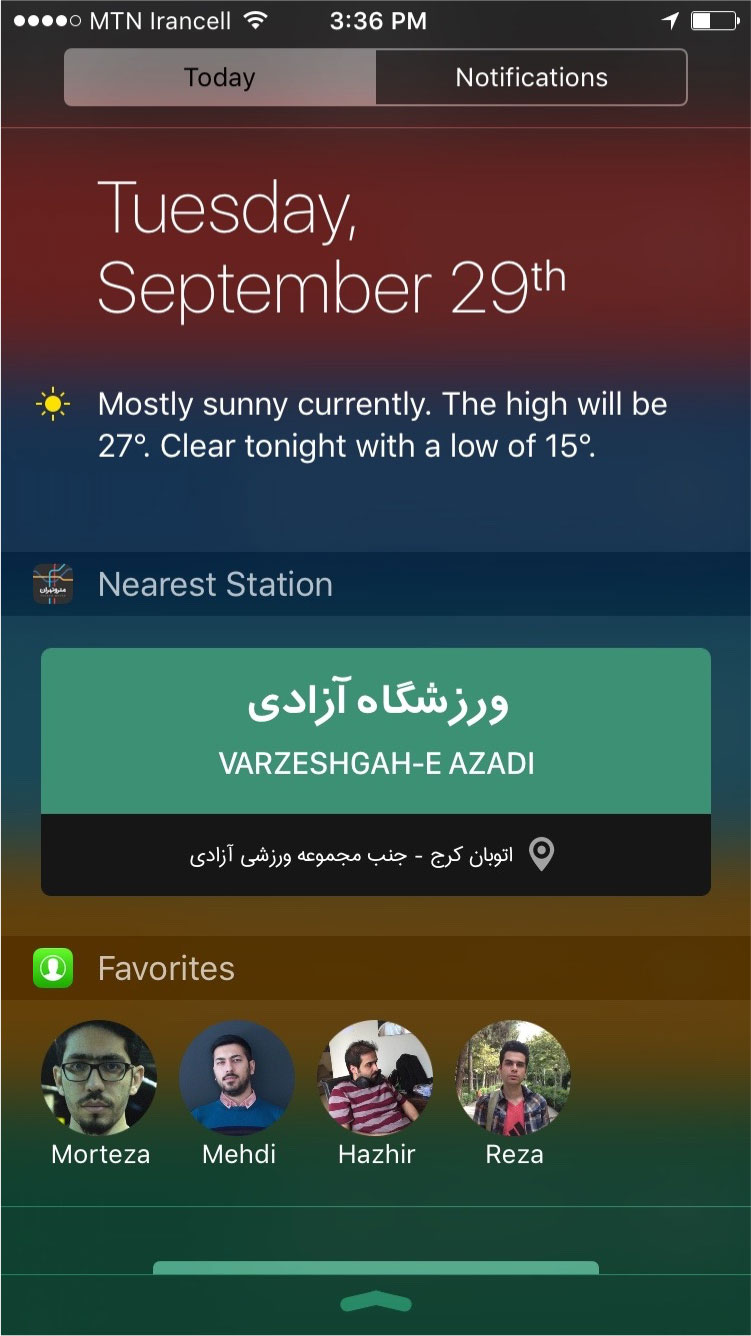 MTN Irancell 3:36 PM
Today Notifications
Tuesday,
September 29th
Mostly sunny currently. The high will be
27°. Clear tonight with a low of 15°.
متروتهران
Nearest Station
ورزشگاه آزادی
VARZESHGAH-E AZADI
اتوبان کرج - جنب مجموعه ورزشی آزادی
Favorites
Morteza Mehdi Hazhir Reza